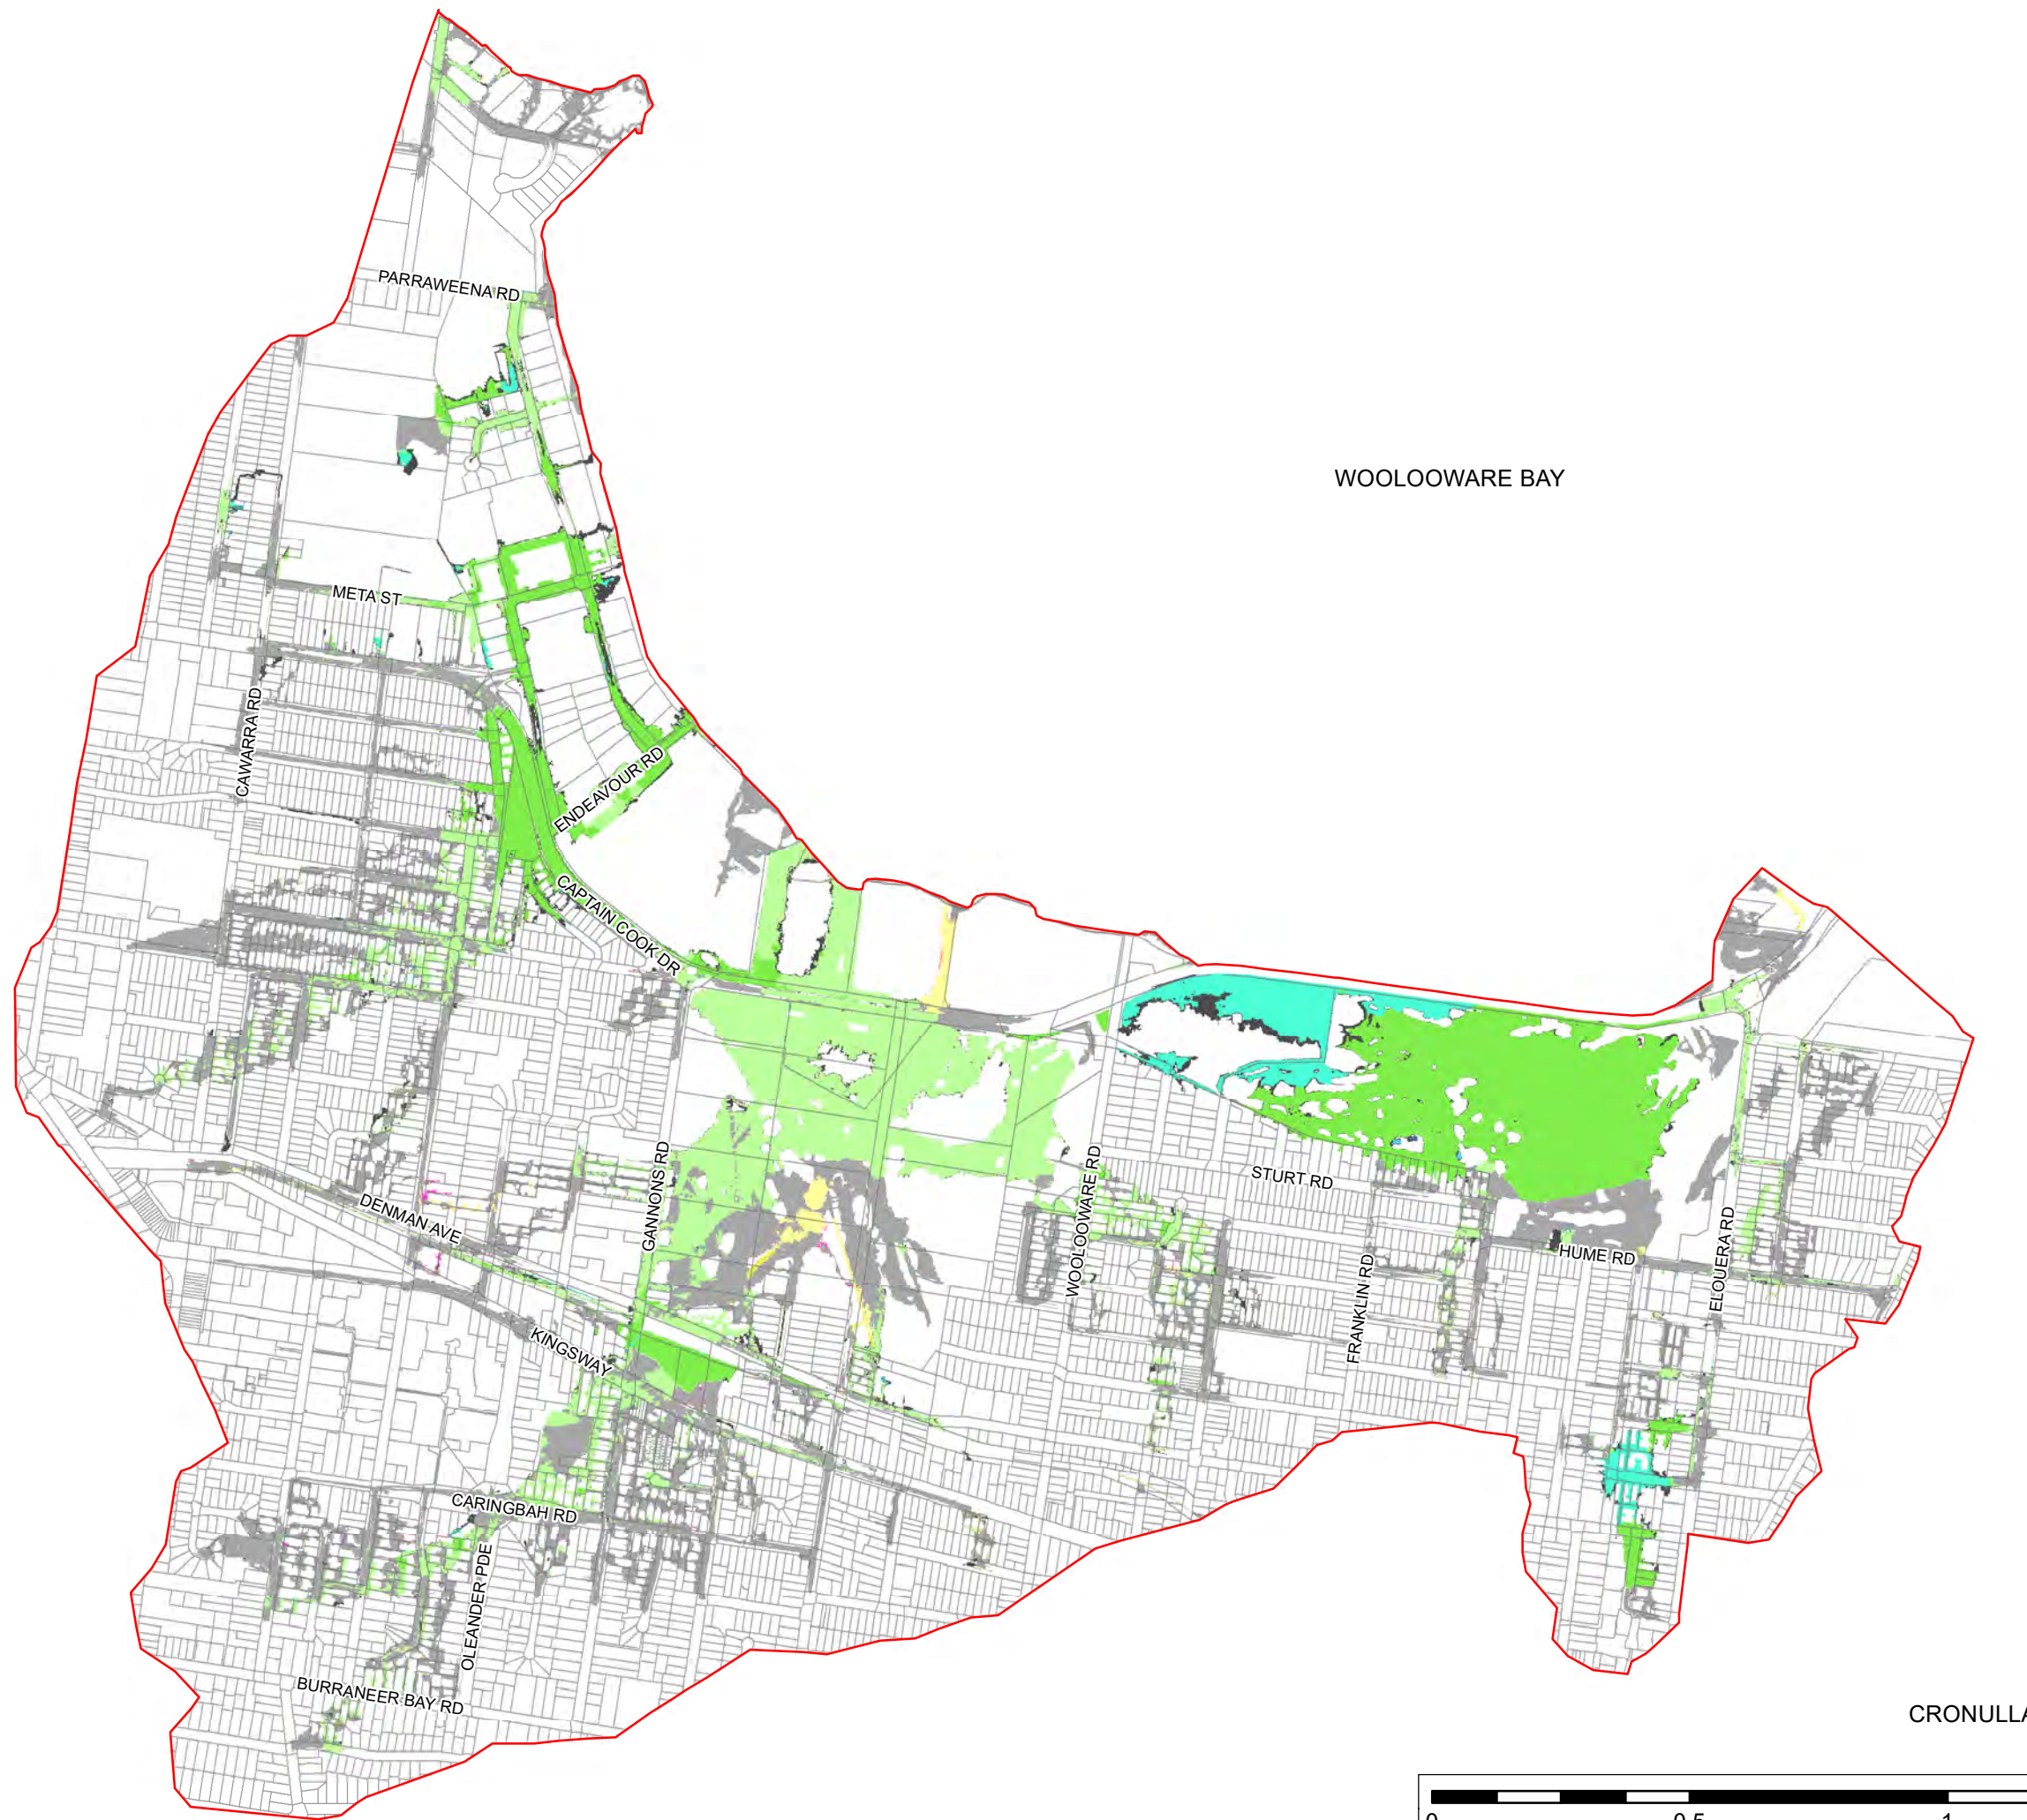 PARRAWEENA RD
WOOLOOWARE BAY
META ST
CAWARRA RD
ENDEAVOUR RD
CAPTAIN COOK DR
GANNONS RD
WOOLOOWARE RD
STURT RD
DENMAN AVE
ELOUERA RD
HUME RD
FRANKLIN RD
KINGSWAY
CARINGBAH RD
OLEANDER PDE
BURRANEER BAY RD
CRONULLA
0 0.5 1